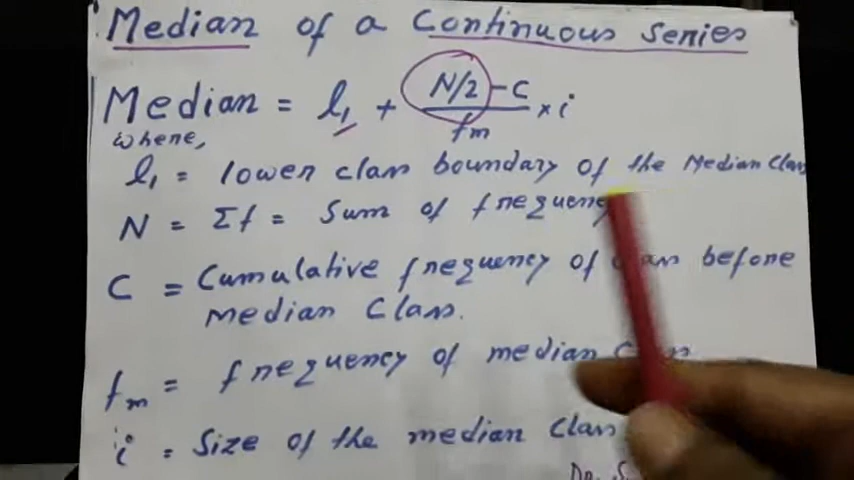 Median of a Continuous Series
Median = l₁ + (N/2 - C)/fm × i
where,
l₁ = lower class boundary of the Median Class
N = Σf = Sum of frequency
C = Cumulative frequency of class before
median Class.
fm = frequency of median Class
i = Size of the median Class
Dr. S